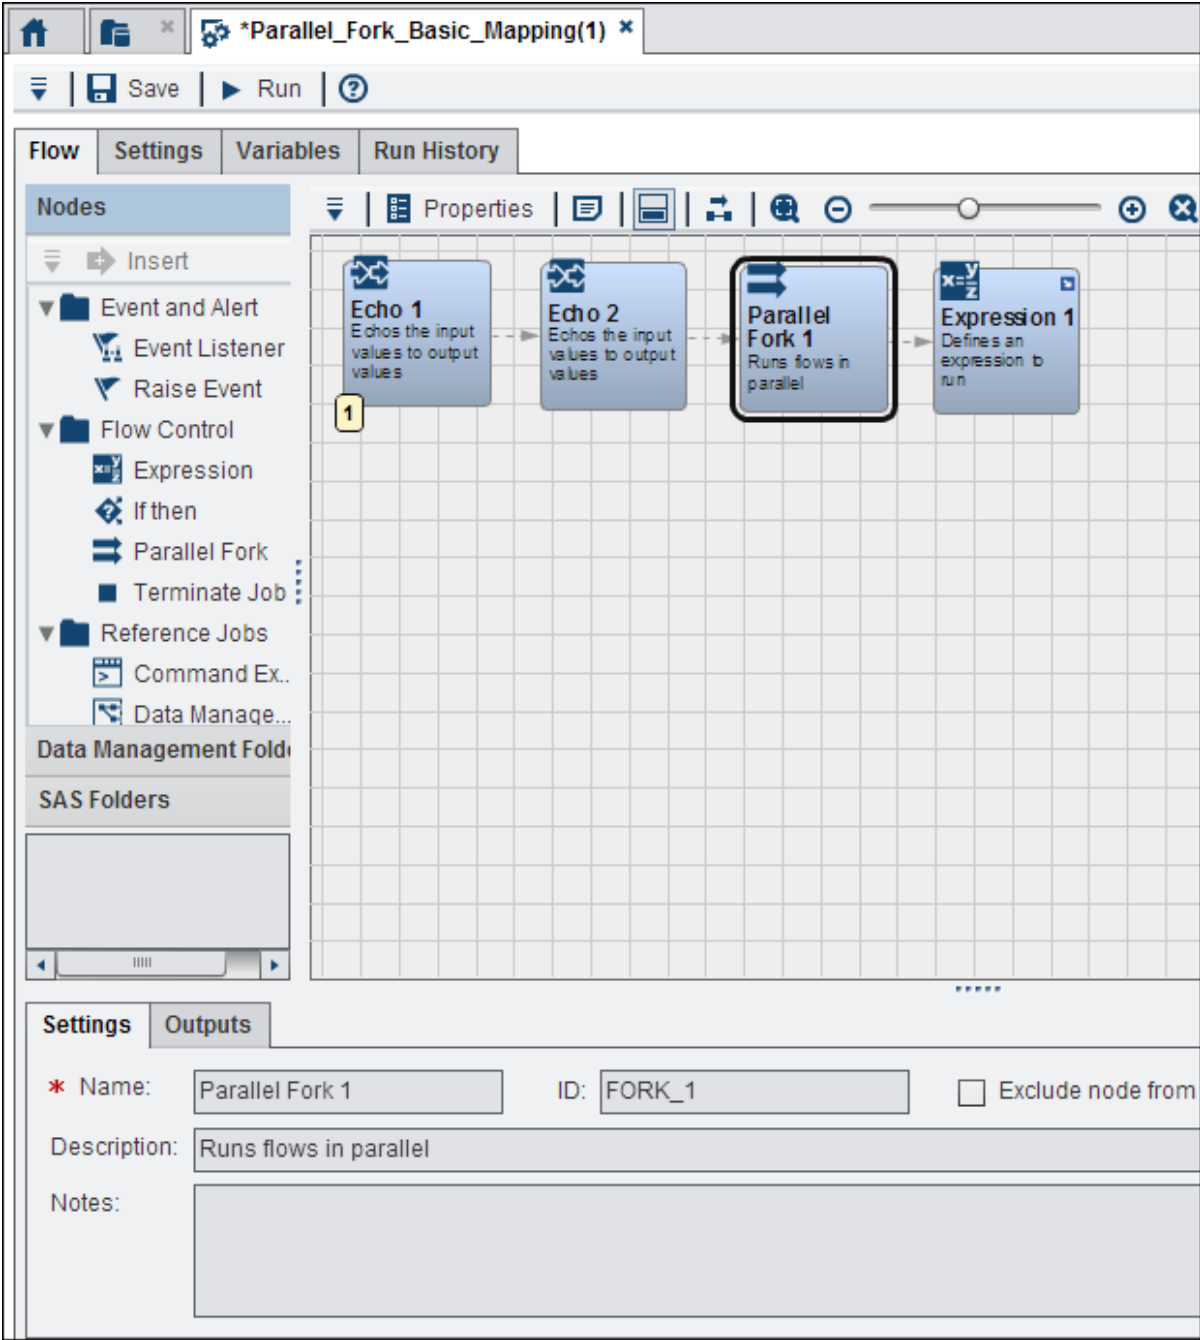 *Parallel_Fork_Basic_Mapping(1)
Save Run
Flow Settings Variables Run History
Nodes
Properties
Insert
Event and Alert
Event Listener
Raise Event
Flow Control
Expression
If then
Parallel Fork
Terminate Job
Reference Jobs
Command Ex..
Data Manage...
Data Management Folde
SAS Folders
Echo 1
Echos the input
values to output
values
1
Echo 2
Echos the input
values to output
values
Parallel
Fork 1
Runs flows in
parallel
x=y/z
Expression 1
Defines an
expression to
run
Settings Outputs
* Name: Parallel Fork 1 ID: FORK_1 Exclude node from
Description: Runs flows in parallel
Notes: